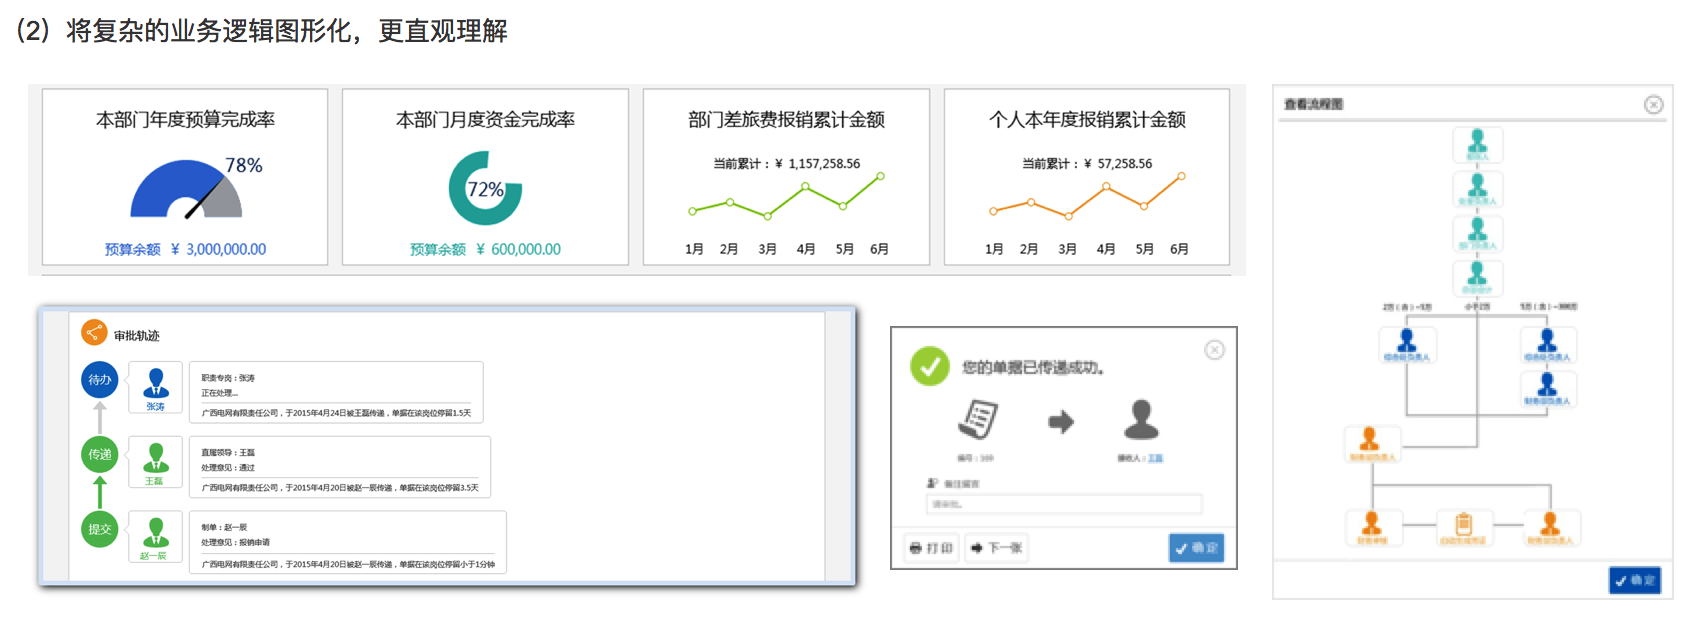 （2）将复杂的业务逻辑图形化，更直观理解
本部门年度预算完成率
78%
预算余额 ￥ 3,000,000.00
本部门月度资金完成率
72%
预算余额 ￥ 600,000.00
部门差旅费报销累计金额
当前累计：￥ 1,157,258.56
1月 2月 3月 4月 5月 6月
个人本年度报销累计金额
当前累计：￥ 57,258.56
1月 2月 3月 4月 5月 6月
审批轨迹
待办
张涛
职责专岗：张涛
正在处理...
广西电网有限责任公司，于2015年4月24日被王磊传递，单据在该岗位停留1.5天
传递
王磊
直属领导：王磊
处理意见：通过
广西电网有限责任公司，于2015年4月20日被赵一辰传递，单据在该岗位停留3.5天
提交
赵一辰
制单：赵一辰
处理意见：报销申请
广西电网有限责任公司，于2015年4月20日被赵一辰传递，单据在该岗位停留小于1分钟
您的单据已传递成功。
接收人：王磊
备注留言
打印
下一张
确定
查看流程图
部门负责人
小于2万
财务部负责人
确定